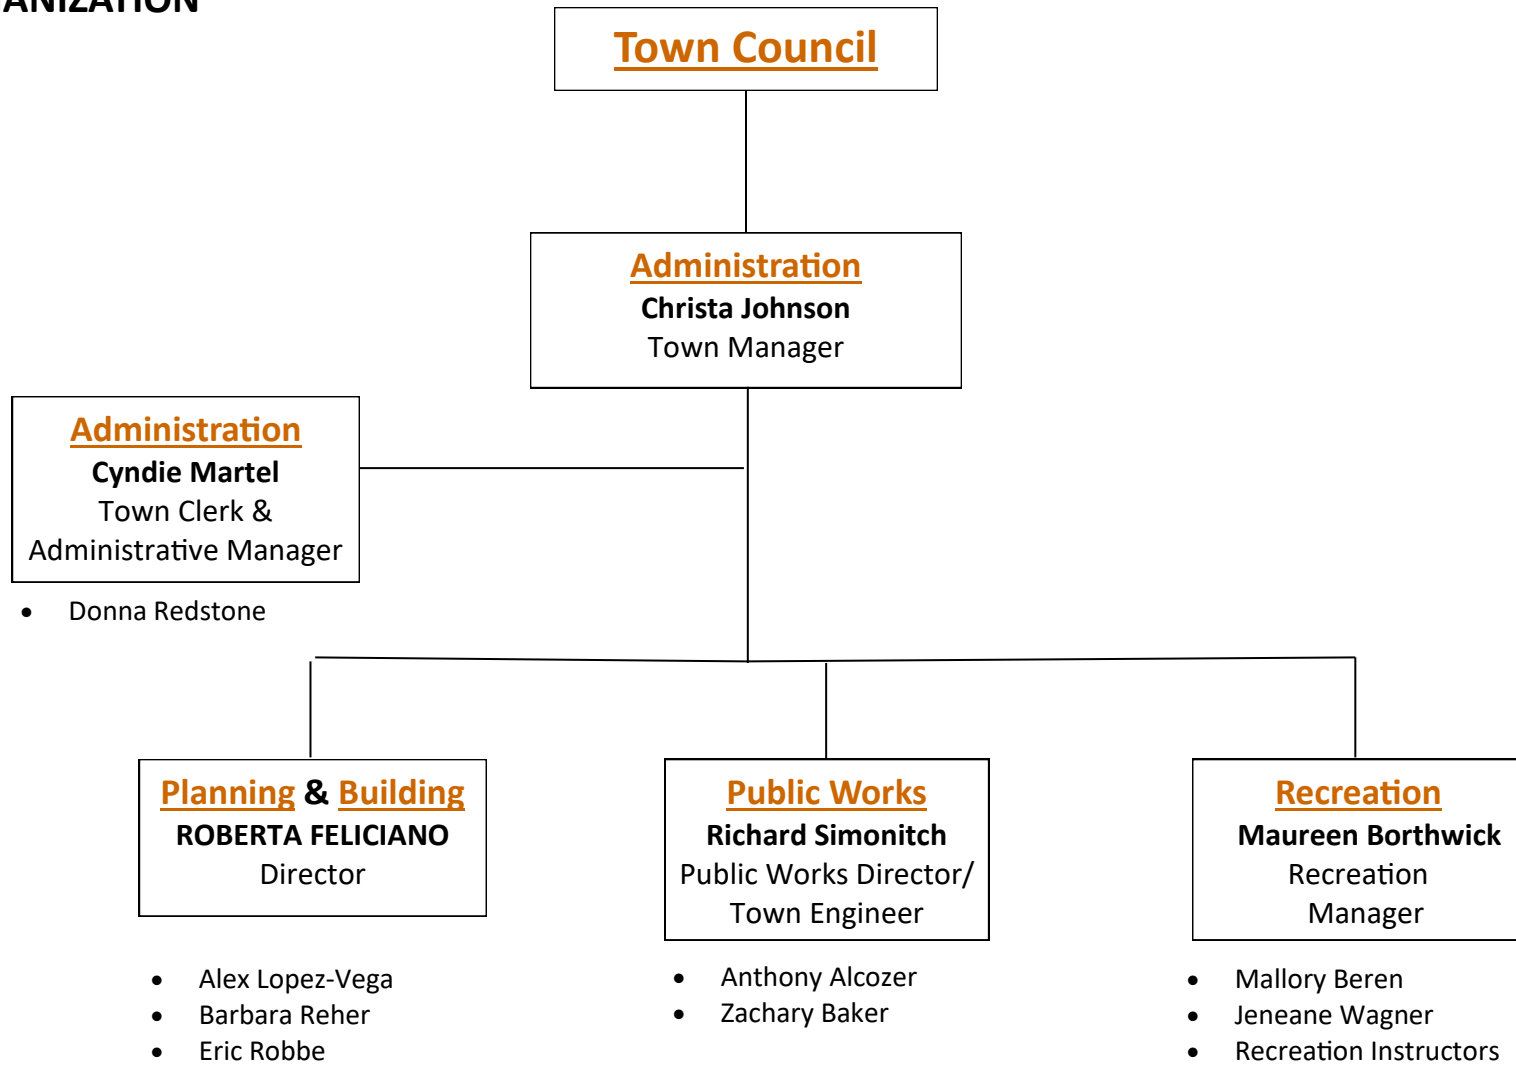 Town Council
Administration
Christa Johnson
Town Manager
Administration
Cyndie Martel
Town Clerk &
Administrative Manager
• Donna Redstone
Planning & Building
ROBERTA FELICIANO
Director
• Alex Lopez-Vega
• Barbara Reher
• Eric Robbe
Public Works
Richard Simonitch
Public Works Director/
Town Engineer
• Anthony Alcozer
• Zachary Baker
Recreation
Maureen Borthwick
Recreation
Manager
• Mallory Beren
• Jeneane Wagner
• Recreation Instructors